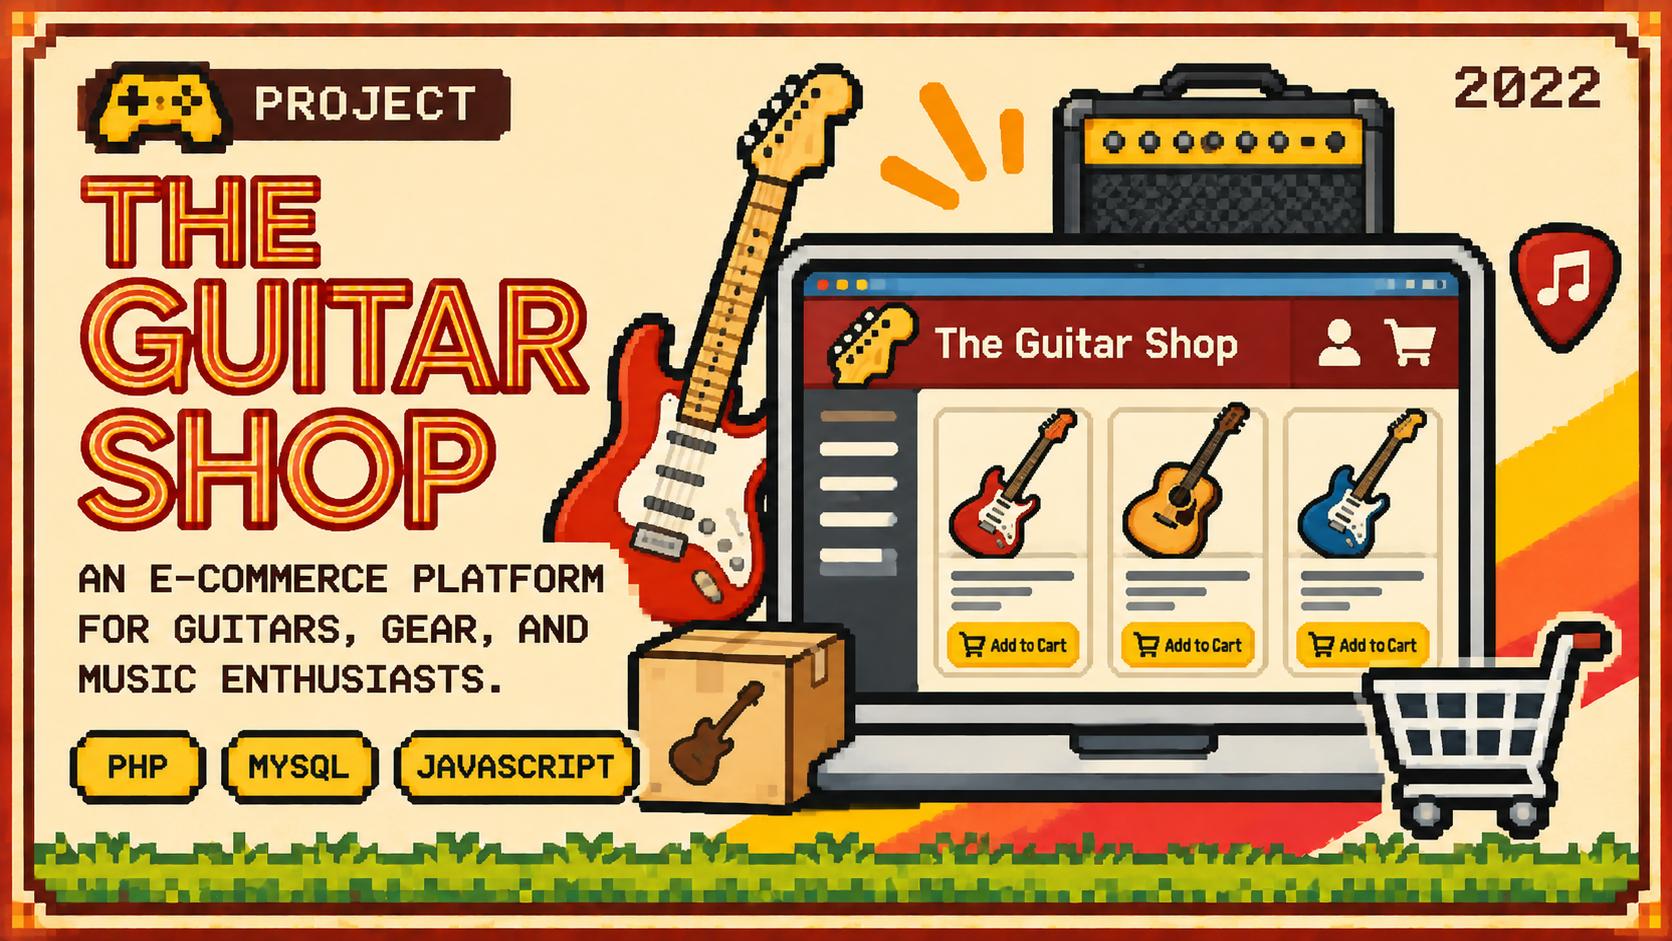 PROJECT
2022
THE
GUITAR
SHOP
AN E-COMMERCE PLATFORM
FOR GUITARS, GEAR, AND
MUSIC ENTHUSIASTS.
PHP
MYSQL
JAVASCRIPT
The Guitar Shop
Add to Cart
Add to Cart
Add to Cart